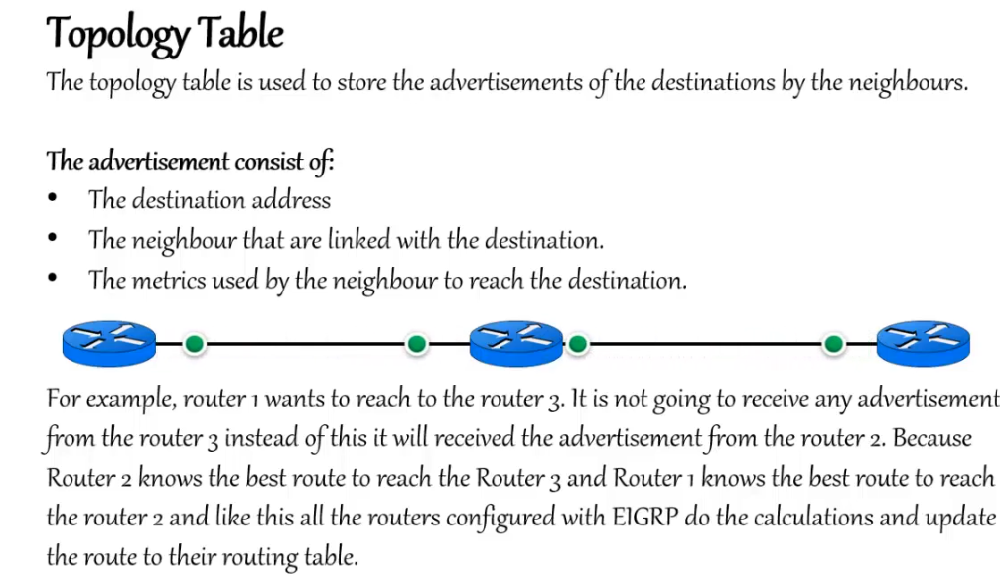 Topology Table
The topology table is used to store the advertisements of the destinations by the neighbours.
The advertisement consist of:
• The destination address
• The neighbour that are linked with the destination.
• The metrics used by the neighbour to reach the destination.
For example, router 1 wants to reach to the router 3. It is not going to receive any advertisement
from the router 3 instead of this it will received the advertisement from the router 2. Because
Router 2 knows the best route to reach the Router 3 and Router 1 knows the best route to reach
the router 2 and like this all the routers configured with EIGRP do the calculations and update
the route to their routing table.